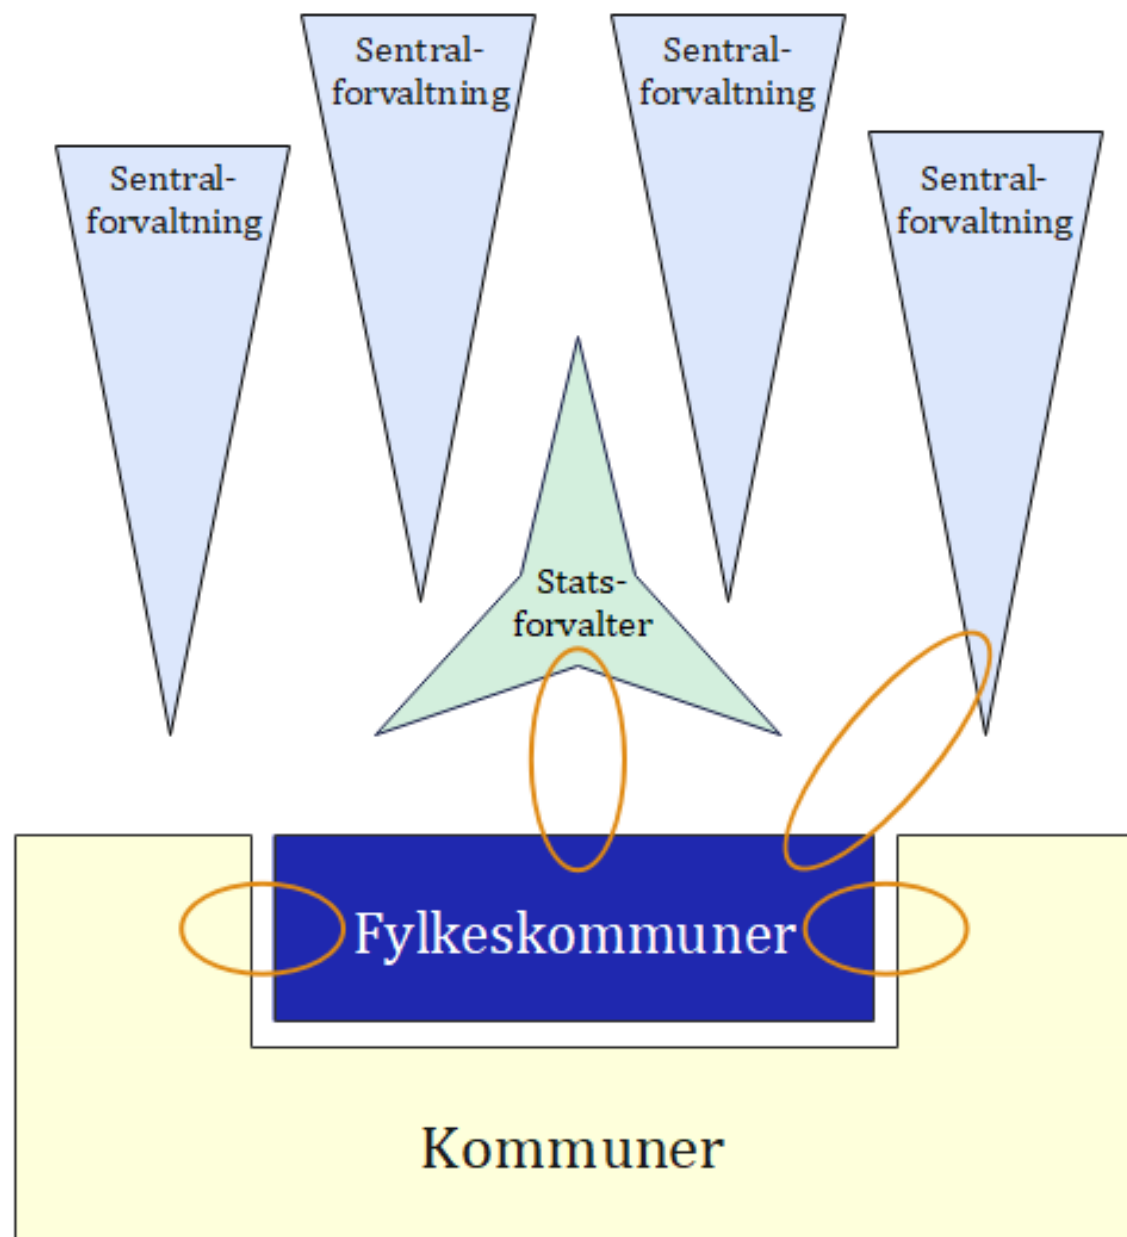 Sentral-
forvaltning
Sentral-
forvaltning
Sentral-
forvaltning
Sentral-
forvaltning
Stats-
forvalter
Fylkeskommuner
Kommuner